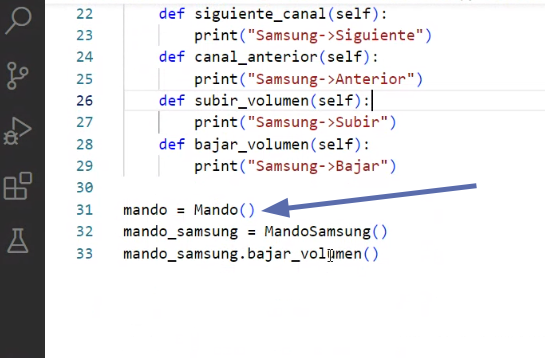 22 def siguiente_canal(self):
23 print("Samsung->Siguiente")
24 def canal_anterior(self):
25 print("Samsung->Anterior")
26 def subir_volumen(self):
27 print("Samsung->Subir")
28 def bajar_volumen(self):
29 print("Samsung->Bajar")
30
31 mando = Mando()
32 mando_samsung = MandoSamsung()
33 mando_samsung.bajar_volumen()